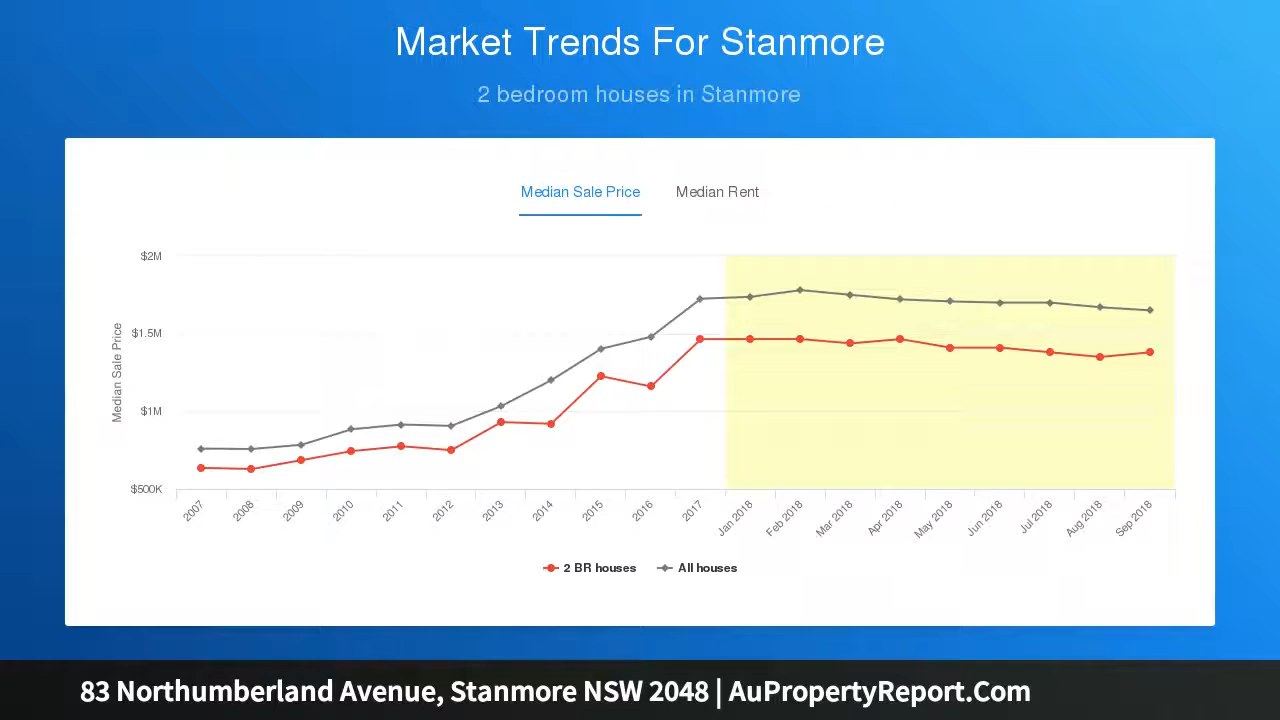 Market Trends For Stanmore
2 bedroom houses in Stanmore
Median Sale Price
Median Rent
Median Sale Price
$2M
$1.5M
$1M
$500K
2007
2008
2009
2010
2011
2012
2013
2014
2015
2016
2017
Jan 2018
Feb 2018
Mar 2018
Apr 2018
May 2018
Jun 2018
Jul 2018
Aug 2018
Sep 2018
2 BR houses
All houses
83 Northumberland Avenue, Stanmore NSW 2048 | AuPropertyReport.Com